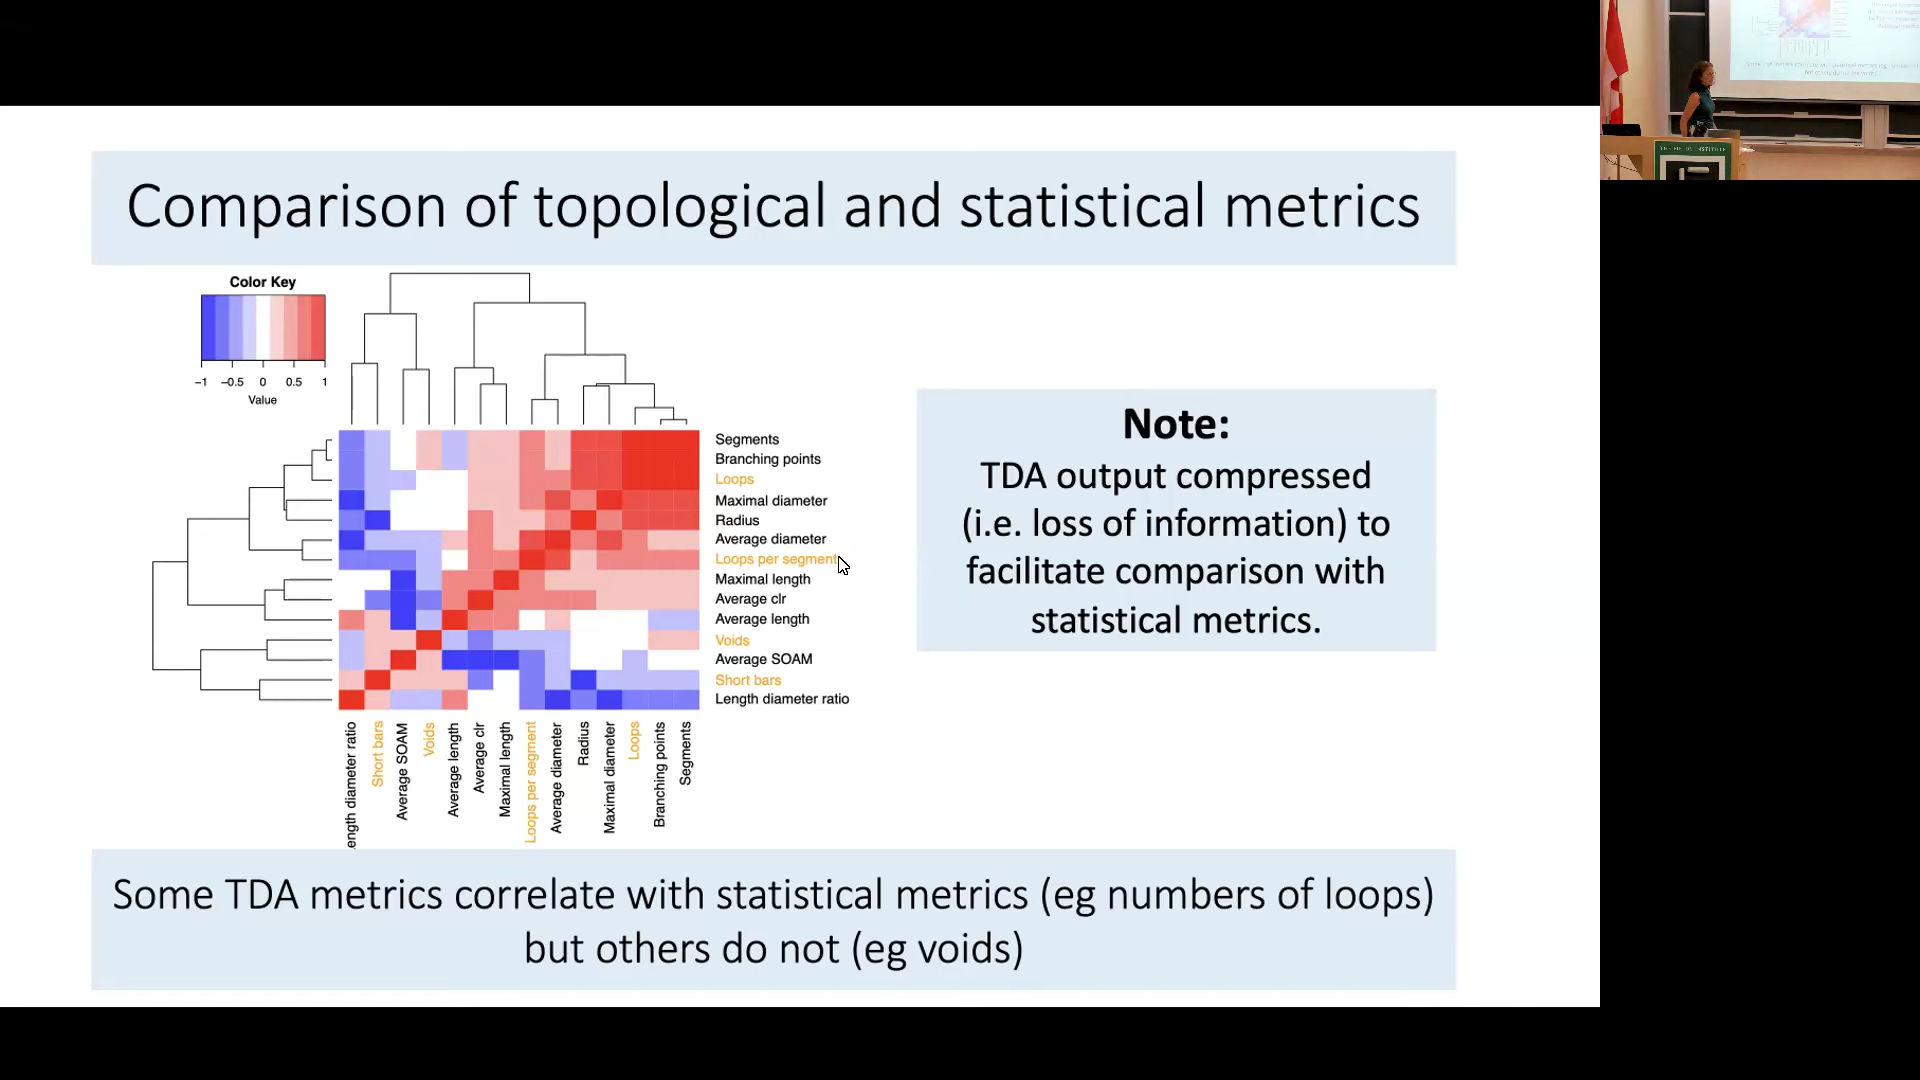 Comparison of topological and statistical metrics
Color Key
−1 −0.5 0 0.5 1
Value
Segments
Branching points
Loops
Maximal diameter
Radius
Average diameter
Loops per segment
Maximal length
Average clr
Average length
Voids
Average SOAM
Short bars
Length diameter ratio
ength diameter ratio
Short bars
Average SOAM
Voids
Average length
Average clr
Maximal length
Loops per segment
Average diameter
Radius
Maximal diameter
Loops
Branching points
Segments
Note:
TDA output compressed
(i.e. loss of information) to
facilitate comparison with
statistical metrics.
Some TDA metrics correlate with statistical metrics (eg numbers of loops)
but others do not (eg voids)